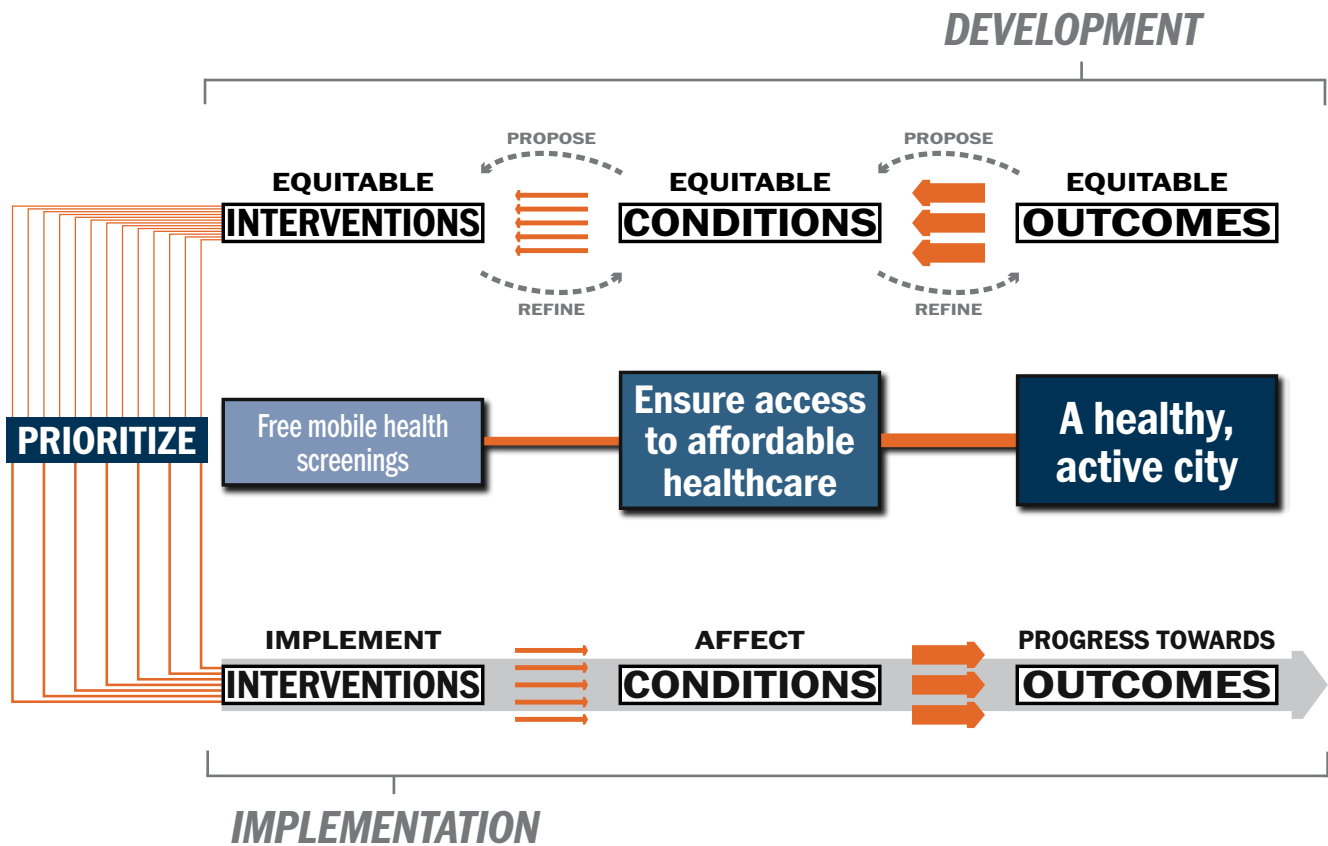 DEVELOPMENT
PROPOSE
PROPOSE
EQUITABLE
INTERVENTIONS
EQUITABLE
CONDITIONS
EQUITABLE
OUTCOMES
REFINE
REFINE
PRIORITIZE
Free mobile health
screenings
Ensure access
to affordable
healthcare
A healthy,
active city
IMPLEMENT
INTERVENTIONS
AFFECT
CONDITIONS
PROGRESS TOWARDS
OUTCOMES
IMPLEMENTATION